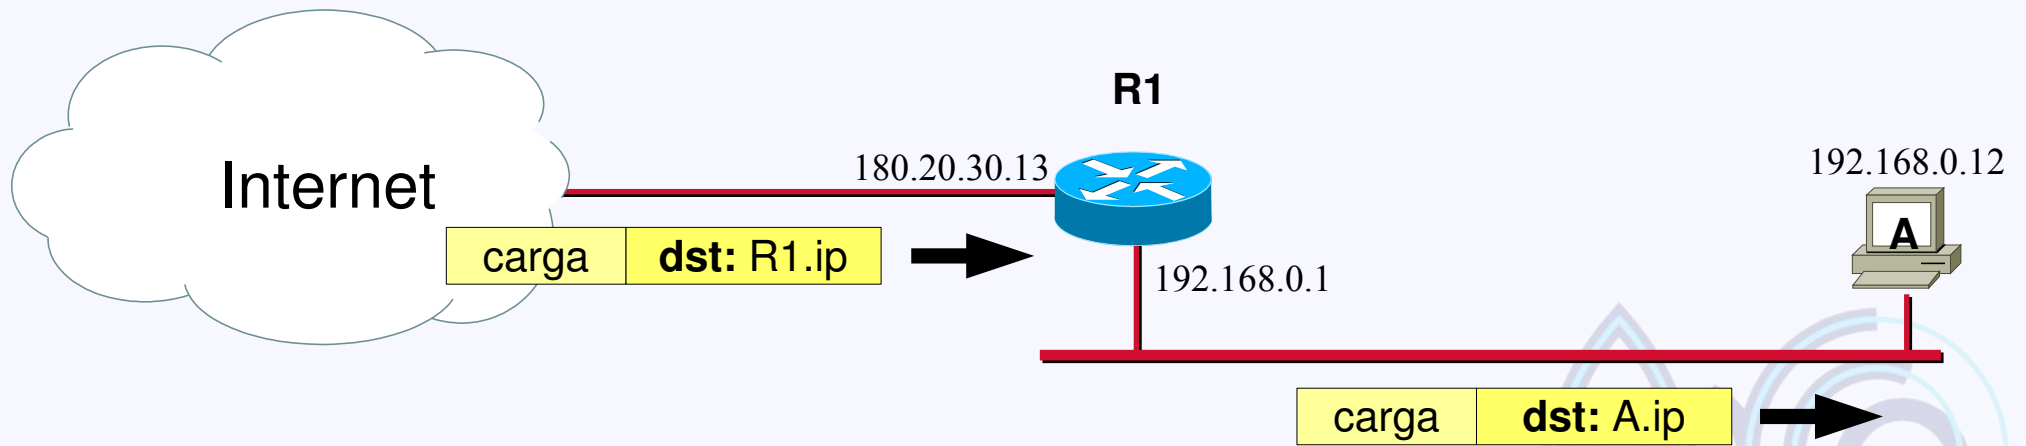 R1
Internet
180.20.30.13
192.168.0.12
A
carga dst: R1.ip
192.168.0.1
carga dst: A.ip